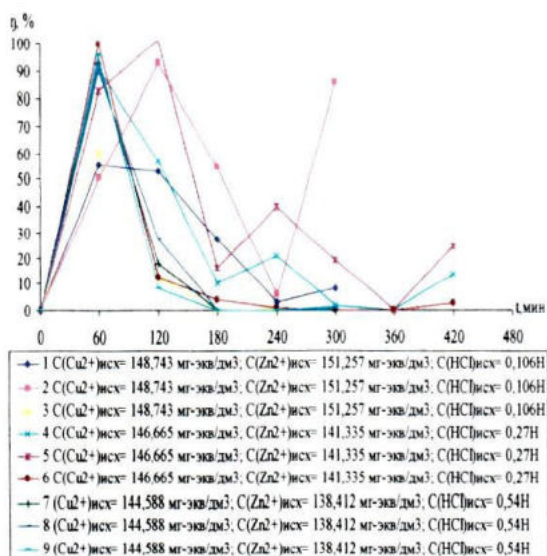 η, %
100
90
80
70
60
50
40
30
20
10
0
t,мин
0 60 120 180 240 300 360 420 480
1 C(Cu2+)исх= 148,743 мг-экв/дм3; C(Zn2+)исх= 151,257 мг-экв/дм3; C(HCl)исх= 0,106Н
2 C(Cu2+)исх= 148,743 мг-экв/дм3; C(Zn2+)исх= 151,257 мг-экв/дм3; C(HCl)исх= 0,106Н
3 C(Cu2+)исх= 148,743 мг-экв/дм3; C(Zn2+)исх= 151,257 мг-экв/дм3; C(HCl)исх= 0,106Н
4 C(Cu2+)исх= 146,665 мг-экв/дм3; C(Zn2+)исх= 141,335 мг-экв/дм3; C(HCl)исх= 0,27Н
5 C(Cu2+)исх= 146,665 мг-экв/дм3; C(Zn2+)исх= 141,335 мг-экв/дм3; C(HCl)исх= 0,27Н
6 C(Cu2+)исх= 146,665 мг-экв/дм3; C(Zn2+)исх= 141,335 мг-экв/дм3; C(HCl)исх= 0,27Н
7 (Cu2+)исх= 144,588 мг-экв/дм3; C(Zn2+)исх= 138,412 мг-экв/дм3; C(HCl)исх= 0,54Н
8 (Cu2+)исх= 144,588 мг-экв/дм3; C(Zn2+)исх= 138,412 мг-экв/дм3; C(HCl)исх= 0,54Н
9 (Cu2+)исх= 144,588 мг-экв/дм3; C(Zn2+)исх= 138,412 мг-экв/дм3; C(HCl)исх= 0,54Н